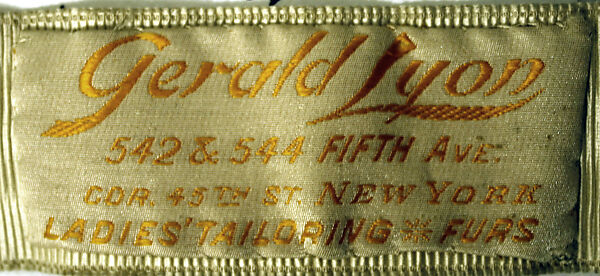 Gerald Lyon
542 & 544 FIFTH AVE.
COR. 45TH ST. NEW YORK
LADIES' TAILORING ※ FURS